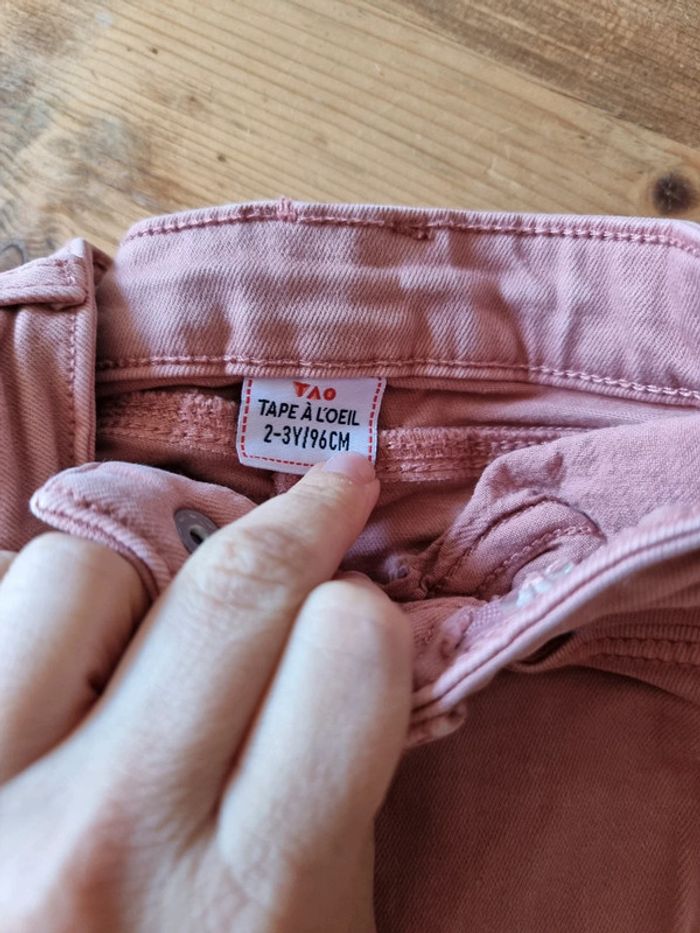 TAO
TAPE À L'OEIL
2-3Y/96CM